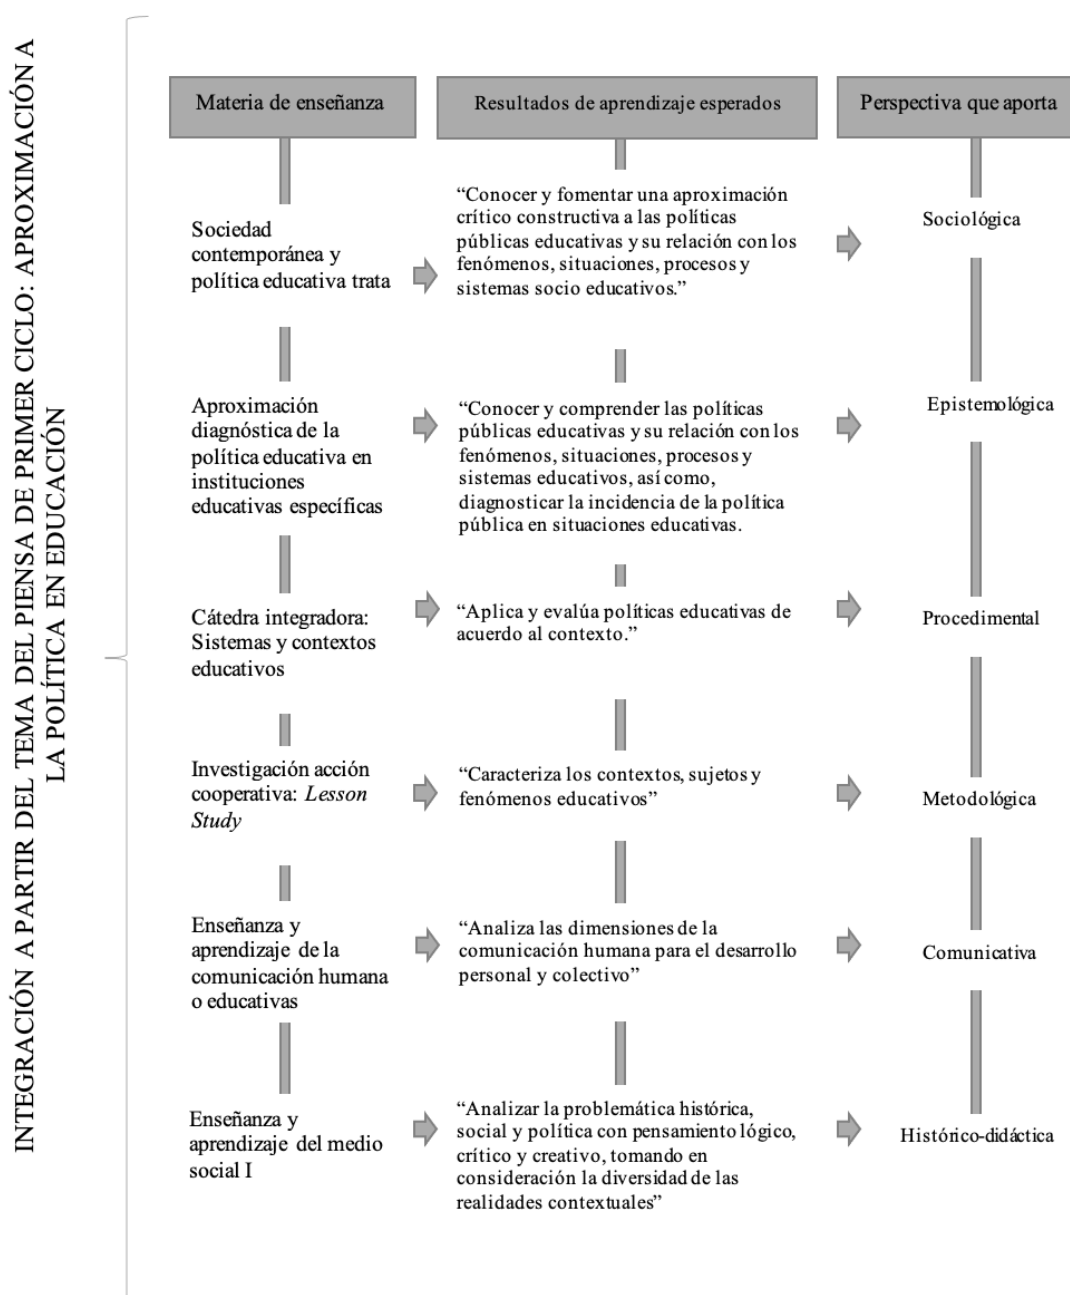 INTEGRACIÓN A PARTIR DEL TEMA DEL PIENSA DE PRIMER CICLO: APROXIMACIÓN A
LA POLÍTICA EN EDUCACIÓN
Materia de enseñanza
Resultados de aprendizaje esperados
Perspectiva que aporta
Sociedad
contemporánea y
política educativa trata
“Conocer y fomentar una aproximación
crítico constructiva a las políticas
públicas educativas y su relación con los
fenómenos, situaciones, procesos y
sistemas socio educativos.”
Sociológica
Aproximación
diagnóstica de la
política educativa en
instituciones
educativas específicas
“Conocer y comprender las políticas
públicas educativas y su relación con los
fenómenos, situaciones, procesos y
sistemas educativos, así como,
diagnosticar la incidencia de la política
pública en situaciones educativas.
Epistemológica
Cátedra integradora:
Sistemas y contextos
educativos
“Aplica y evalúa políticas educativas de
acuerdo al contexto.”
Procedimental
Investigación acción
cooperativa: Lesson
Study
“Caracteriza los contextos, sujetos y
fenómenos educativos”
Metodológica
Enseñanza y
aprendizaje de la
comunicación humana
o educativas
“Analiza las dimensiones de la
comunicación humana para el desarrollo
personal y colectivo”
Comunicativa
Enseñanza y
aprendizaje del medio
social I
“Analizar la problemática histórica,
social y política con pensamiento lógico,
crítico y creativo, tomando en
consideración la diversidad de las
realidades contextuales”
Histórico-didáctica